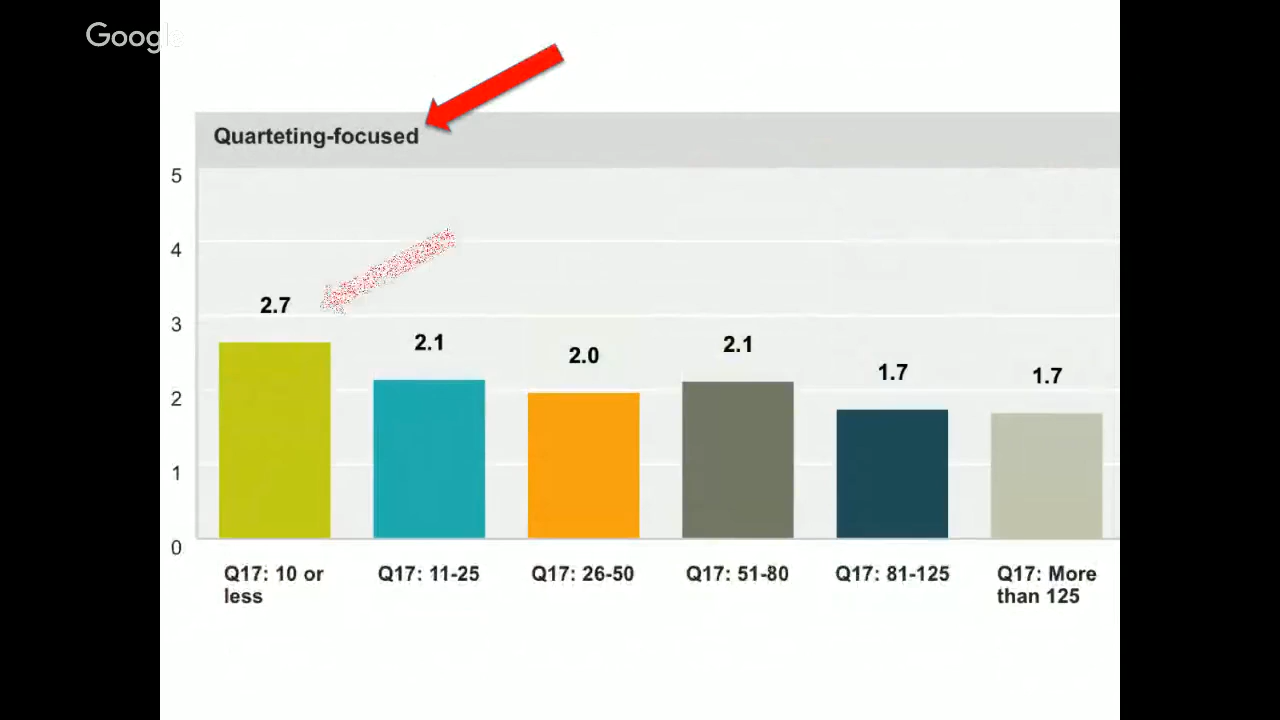 Google
Quarteting-focused
5
4
3
2
1
0
2.7
2.1
2.0
2.1
1.7
1.7
Q17: 10 or
less
Q17: 11-25
Q17: 26-50
Q17: 51-80
Q17: 81-125
Q17: More
than 125